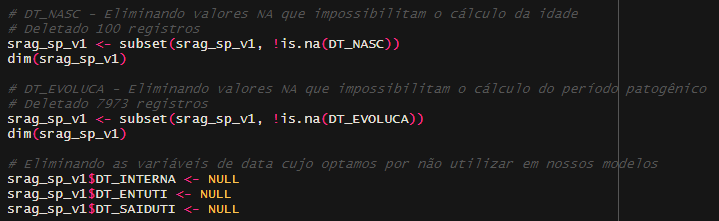 # DT_NASC - Eliminando valores NA que impossibilitam o cálculo da idade
# Deletado 100 registros
srag_sp_v1 <- subset(srag_sp_v1, !is.na(DT_NASC))
dim(srag_sp_v1)
# DT_EVOLUCA - Eliminando valores NA que impossibilitam o cálculo do período patogênico
# Deletado 7973 registros
srag_sp_v1 <- subset(srag_sp_v1, !is.na(DT_EVOLUCA))
dim(srag_sp_v1)
# Eliminando as variáveis de data cujo optamos por não utilizar em nossos modelos
srag_sp_v1$DT_INTERNA <- NULL
srag_sp_v1$DT_ENTUTI <- NULL
srag_sp_v1$DT_SAIDUTI <- NULL